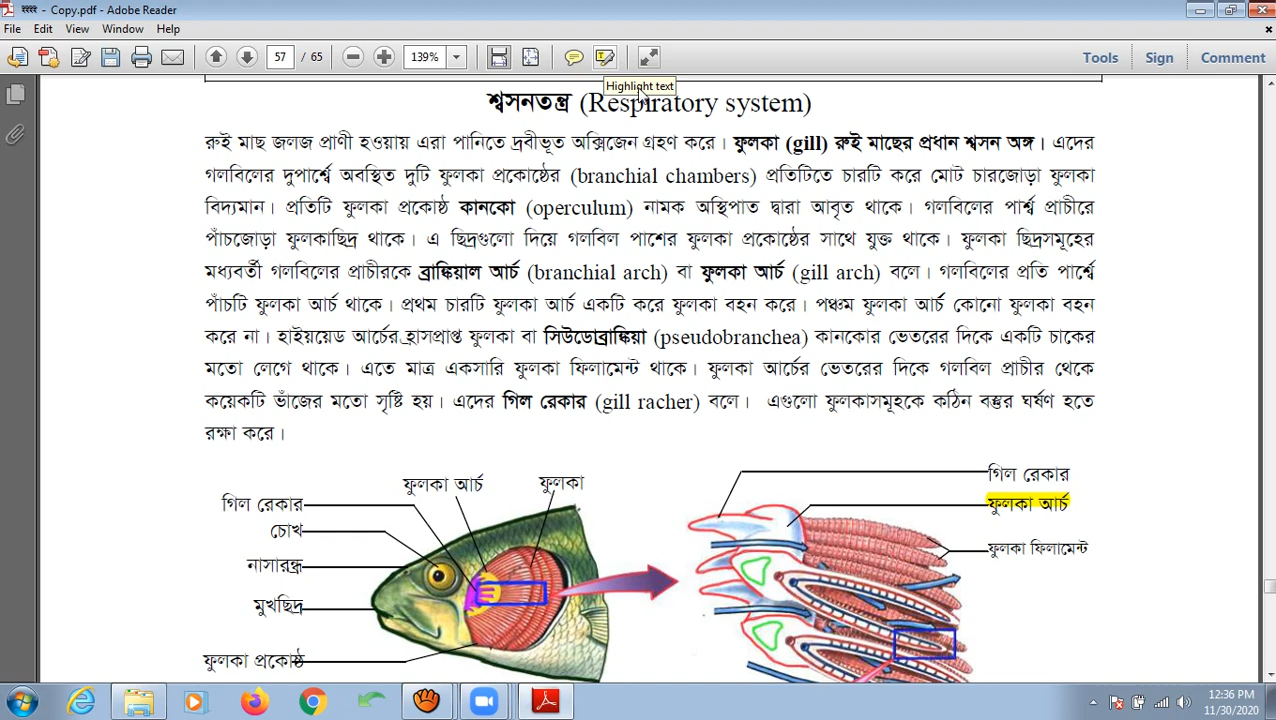 ংংংং - Copy.pdf - Adobe Reader
File Edit View Window Help
57 / 65 139% Tools Sign Comment
Highlight text
শ্বসনতন্ত্র (Respiratory system)
রুই মাছ জলজ প্রাণী হওয়ায় এরা পানিতে দ্রবীভূত অক্সিজেন গ্রহণ করে। ফুলকা (gill) রুই মাছের প্রধান শ্বসন অঙ্গ। এদের
গলবিলের দুপার্শ্বে অবস্থিত দুটি ফুলকা প্রকোষ্ঠের (branchial chambers) প্রতিটিতে চারটি করে মোট চারজোড়া ফুলকা
বিদ্যমান। প্রতিটি ফুলকা প্রকোষ্ঠ কানকো (operculum) নামক অস্থিপাত দ্বারা আবৃত থাকে। গলবিলের পার্শ্ব প্রাচীরে
পাঁচজোড়া ফুলকাছিদ্র থাকে। এ ছিদ্রগুলো দিয়ে গলবিল পাশের ফুলকা প্রকোষ্ঠের সাথে যুক্ত থাকে। ফুলকা ছিদ্রসমূহের
মধ্যবর্তী গলবিলের প্রাচীরকে ব্রাঙ্কিয়াল আর্চ (branchial arch) বা ফুলকা আর্চ (gill arch) বলে। গলবিলের প্রতি পার্শ্বে
পাঁচটি ফুলকা আর্চ থাকে। প্রথম চারটি ফুলকা আর্চ একটি করে ফুলকা বহন করে। পঞ্চম ফুলকা আর্চ কোনো ফুলকা বহন
করে না। হাইয়য়েড আর্চের হ্রাসপ্রাপ্ত ফুলকা বা সিউডোব্রাঙ্কিয়া (pseudobranchea) কানকোর ভেতরের দিকে একটি চাকের
মতো লেগে থাকে। এতে মাত্র একসারি ফুলকা ফিলামেন্ট থাকে। ফুলকা আর্চের ভেতরের দিকে গলবিল প্রাচীর থেকে
কয়েকটি ভাঁজের মতো সৃষ্টি হয়। এদের গিল রেকার (gill racher) বলে। এগুলো ফুলকাসমূহকে কঠিন বস্তুর ঘর্ষণ হতে
রক্ষা করে।
গিল রেকার
ফুলকা আর্চ
ফুলকা
চোখ
নাসারন্ধ্র
মুখছিদ্র
ফুলকা প্রকোষ্ঠ
গিল রেকার
ফুলকা আর্চ
ফুলকা ফিলামেন্ট
12:36 PM
11/30/2020